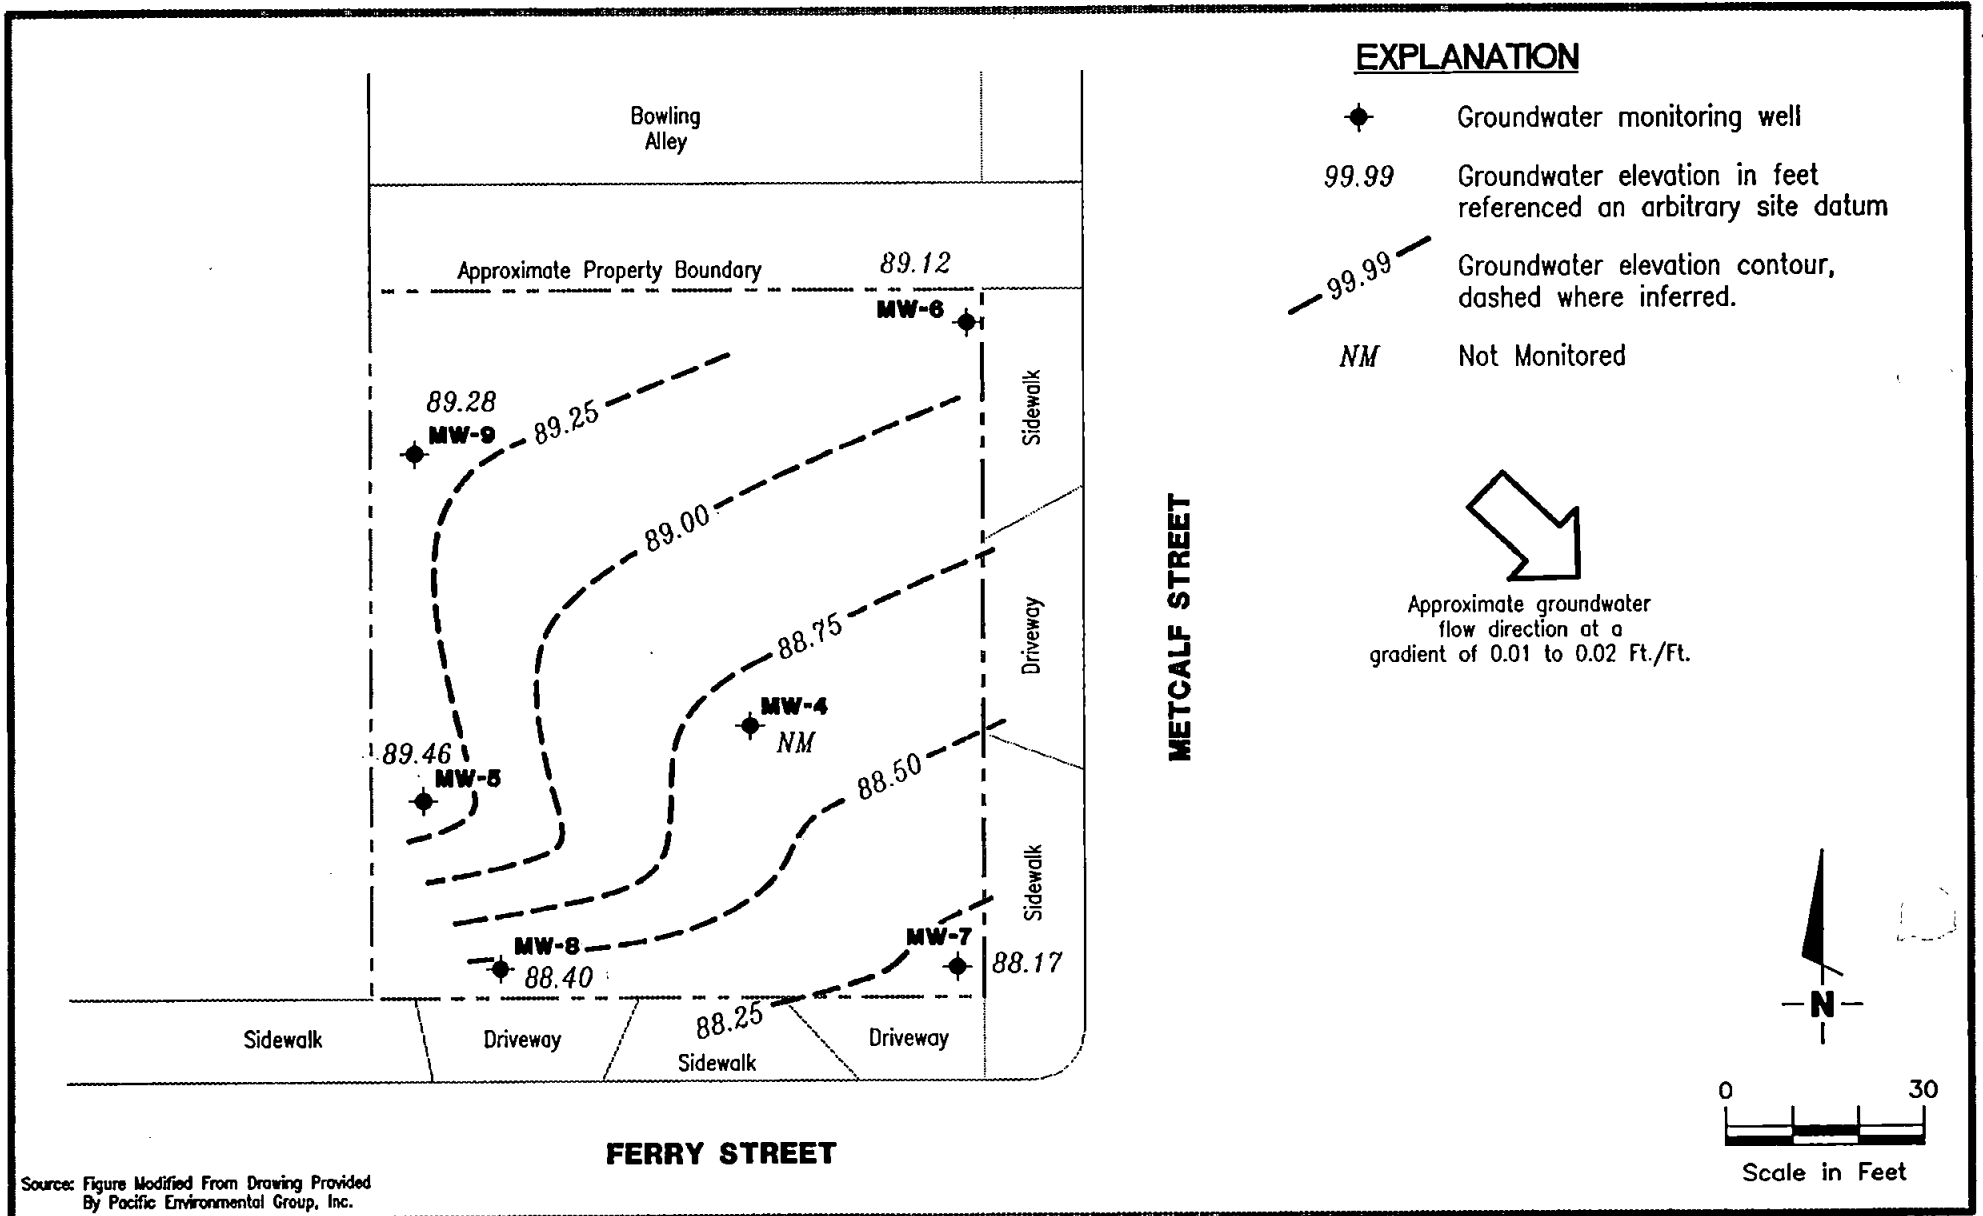 EXPLANATION
Groundwater monitoring well
99.99
Groundwater elevation in feet
referenced an arbitrary site datum
99.99
Groundwater elevation contour,
dashed where inferred.
NM
Not Monitored
Approximate groundwater
flow direction at a
gradient of 0.01 to 0.02 Ft./Ft.
Bowling
Alley
Approximate Property Boundary
89.12
MW-6
89.28
MW-9
89.25
89.00
88.75
MW-4
NM
89.46
MW-5
88.50
MW-8
88.40
MW-7
88.17
88.25
Sidewalk
Driveway
Sidewalk
METCALF STREET
Sidewalk
Driveway
Sidewalk
Driveway
FERRY STREET
N
0 30
Scale in Feet
Source: Figure Modified From Drawing Provided
By Pacific Environmental Group, Inc.